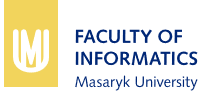 FACULTY OF
INFORMATICS
Masaryk University